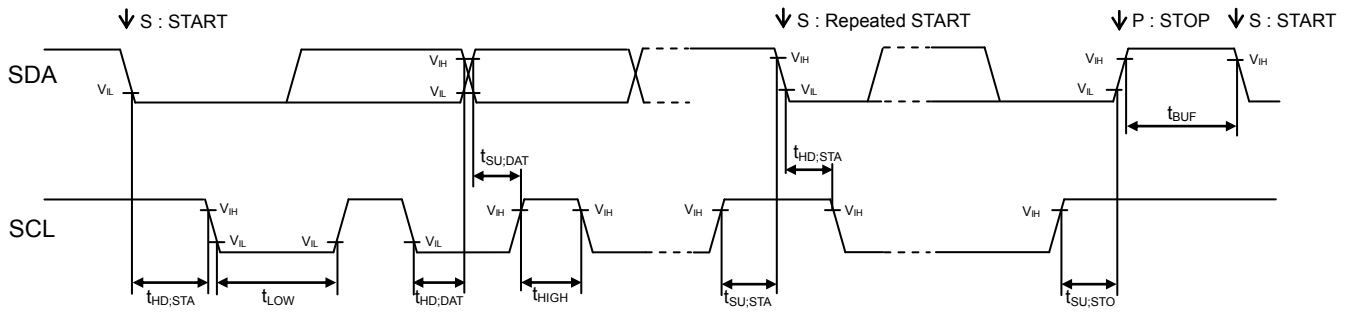 S : START
S : Repeated START
P : STOP
S : START
SDA
VIL
VIH
VIL
VIH
VIL
VIH
VIH
VIL
tBUF
tSU;DAT
tHD;STA
SCL
VIH
VIL
VIL
VIL
VIH
VIH
VIH
VIH
VIH
tHD;STA
tLOW
tHD;DAT
tHIGH
tSU;STA
tSU;STO